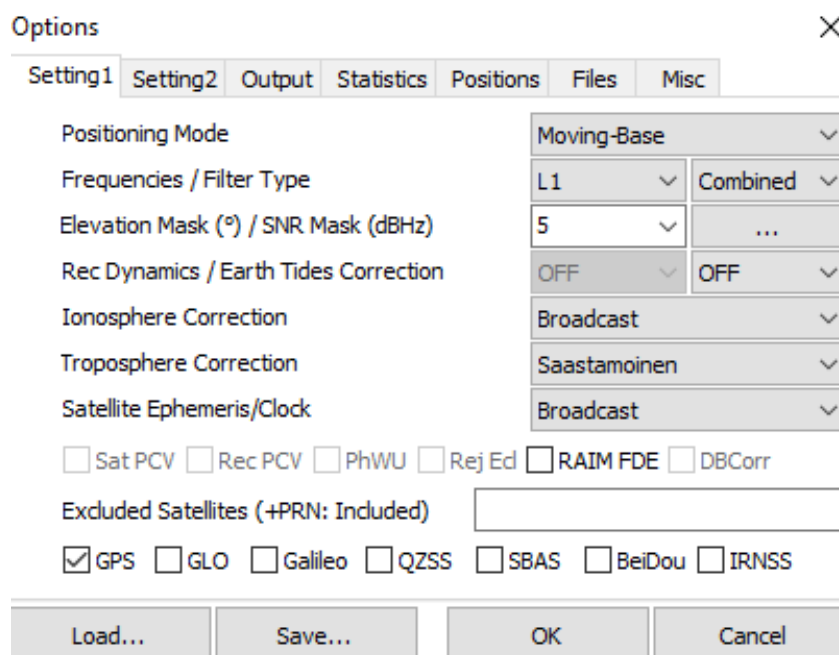 Options
Setting1 Setting2 Output Statistics Positions Files Misc
Positioning Mode Moving-Base
Frequencies / Filter Type L1 Combined
Elevation Mask (°) / SNR Mask (dBHz) 5 ...
Rec Dynamics / Earth Tides Correction OFF OFF
Ionosphere Correction Broadcast
Troposphere Correction Saastamoinen
Satellite Ephemeris/Clock Broadcast
Sat PCV Rec PCV PhWU Rej Ed RAIM FDE DBCorr
Excluded Satellites (+PRN: Included)
GPS GLO Galileo QZSS SBAS BeiDou IRNSS
Load... Save... OK Cancel